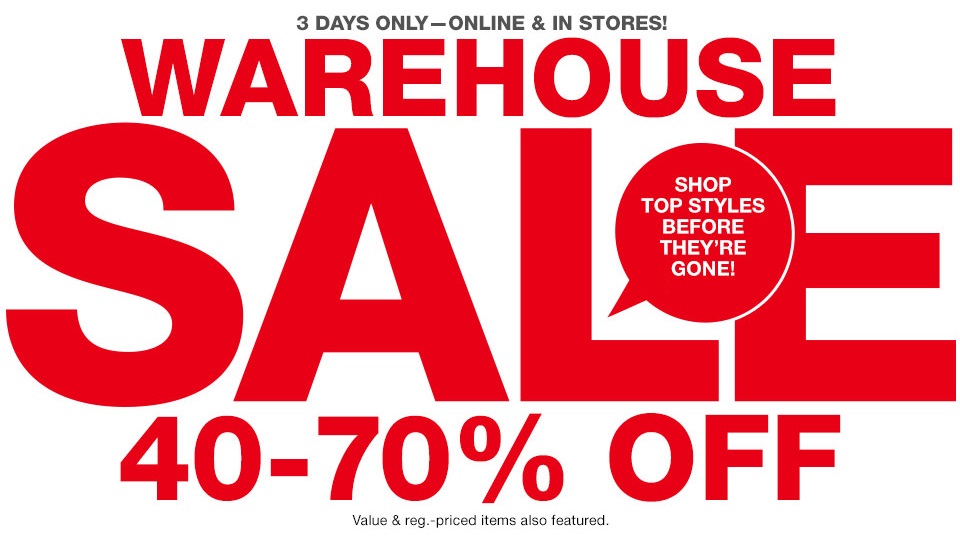 3 DAYS ONLY—ONLINE & IN STORES!
WAREHOUSE
SALE
SHOP
TOP STYLES
BEFORE
THEY'RE
GONE!
40-70% OFF
Value & reg.-priced items also featured.